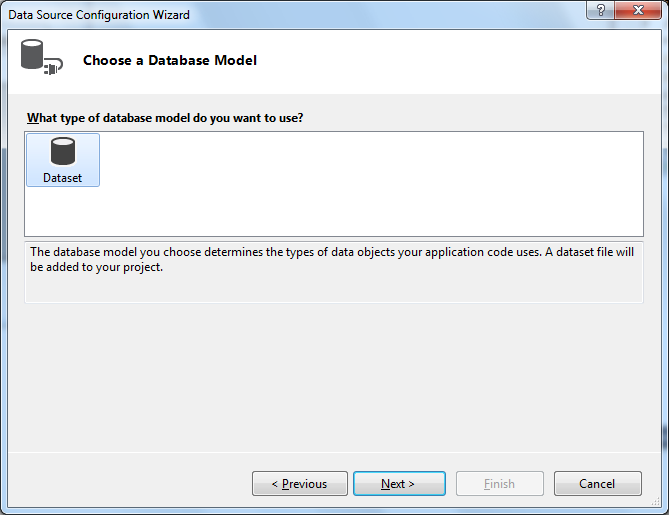 Data Source Configuration Wizard
?
Choose a Database Model
What type of database model do you want to use?
Dataset
The database model you choose determines the types of data objects your application code uses. A dataset file will
be added to your project.
< Previous
Next >
Finish
Cancel